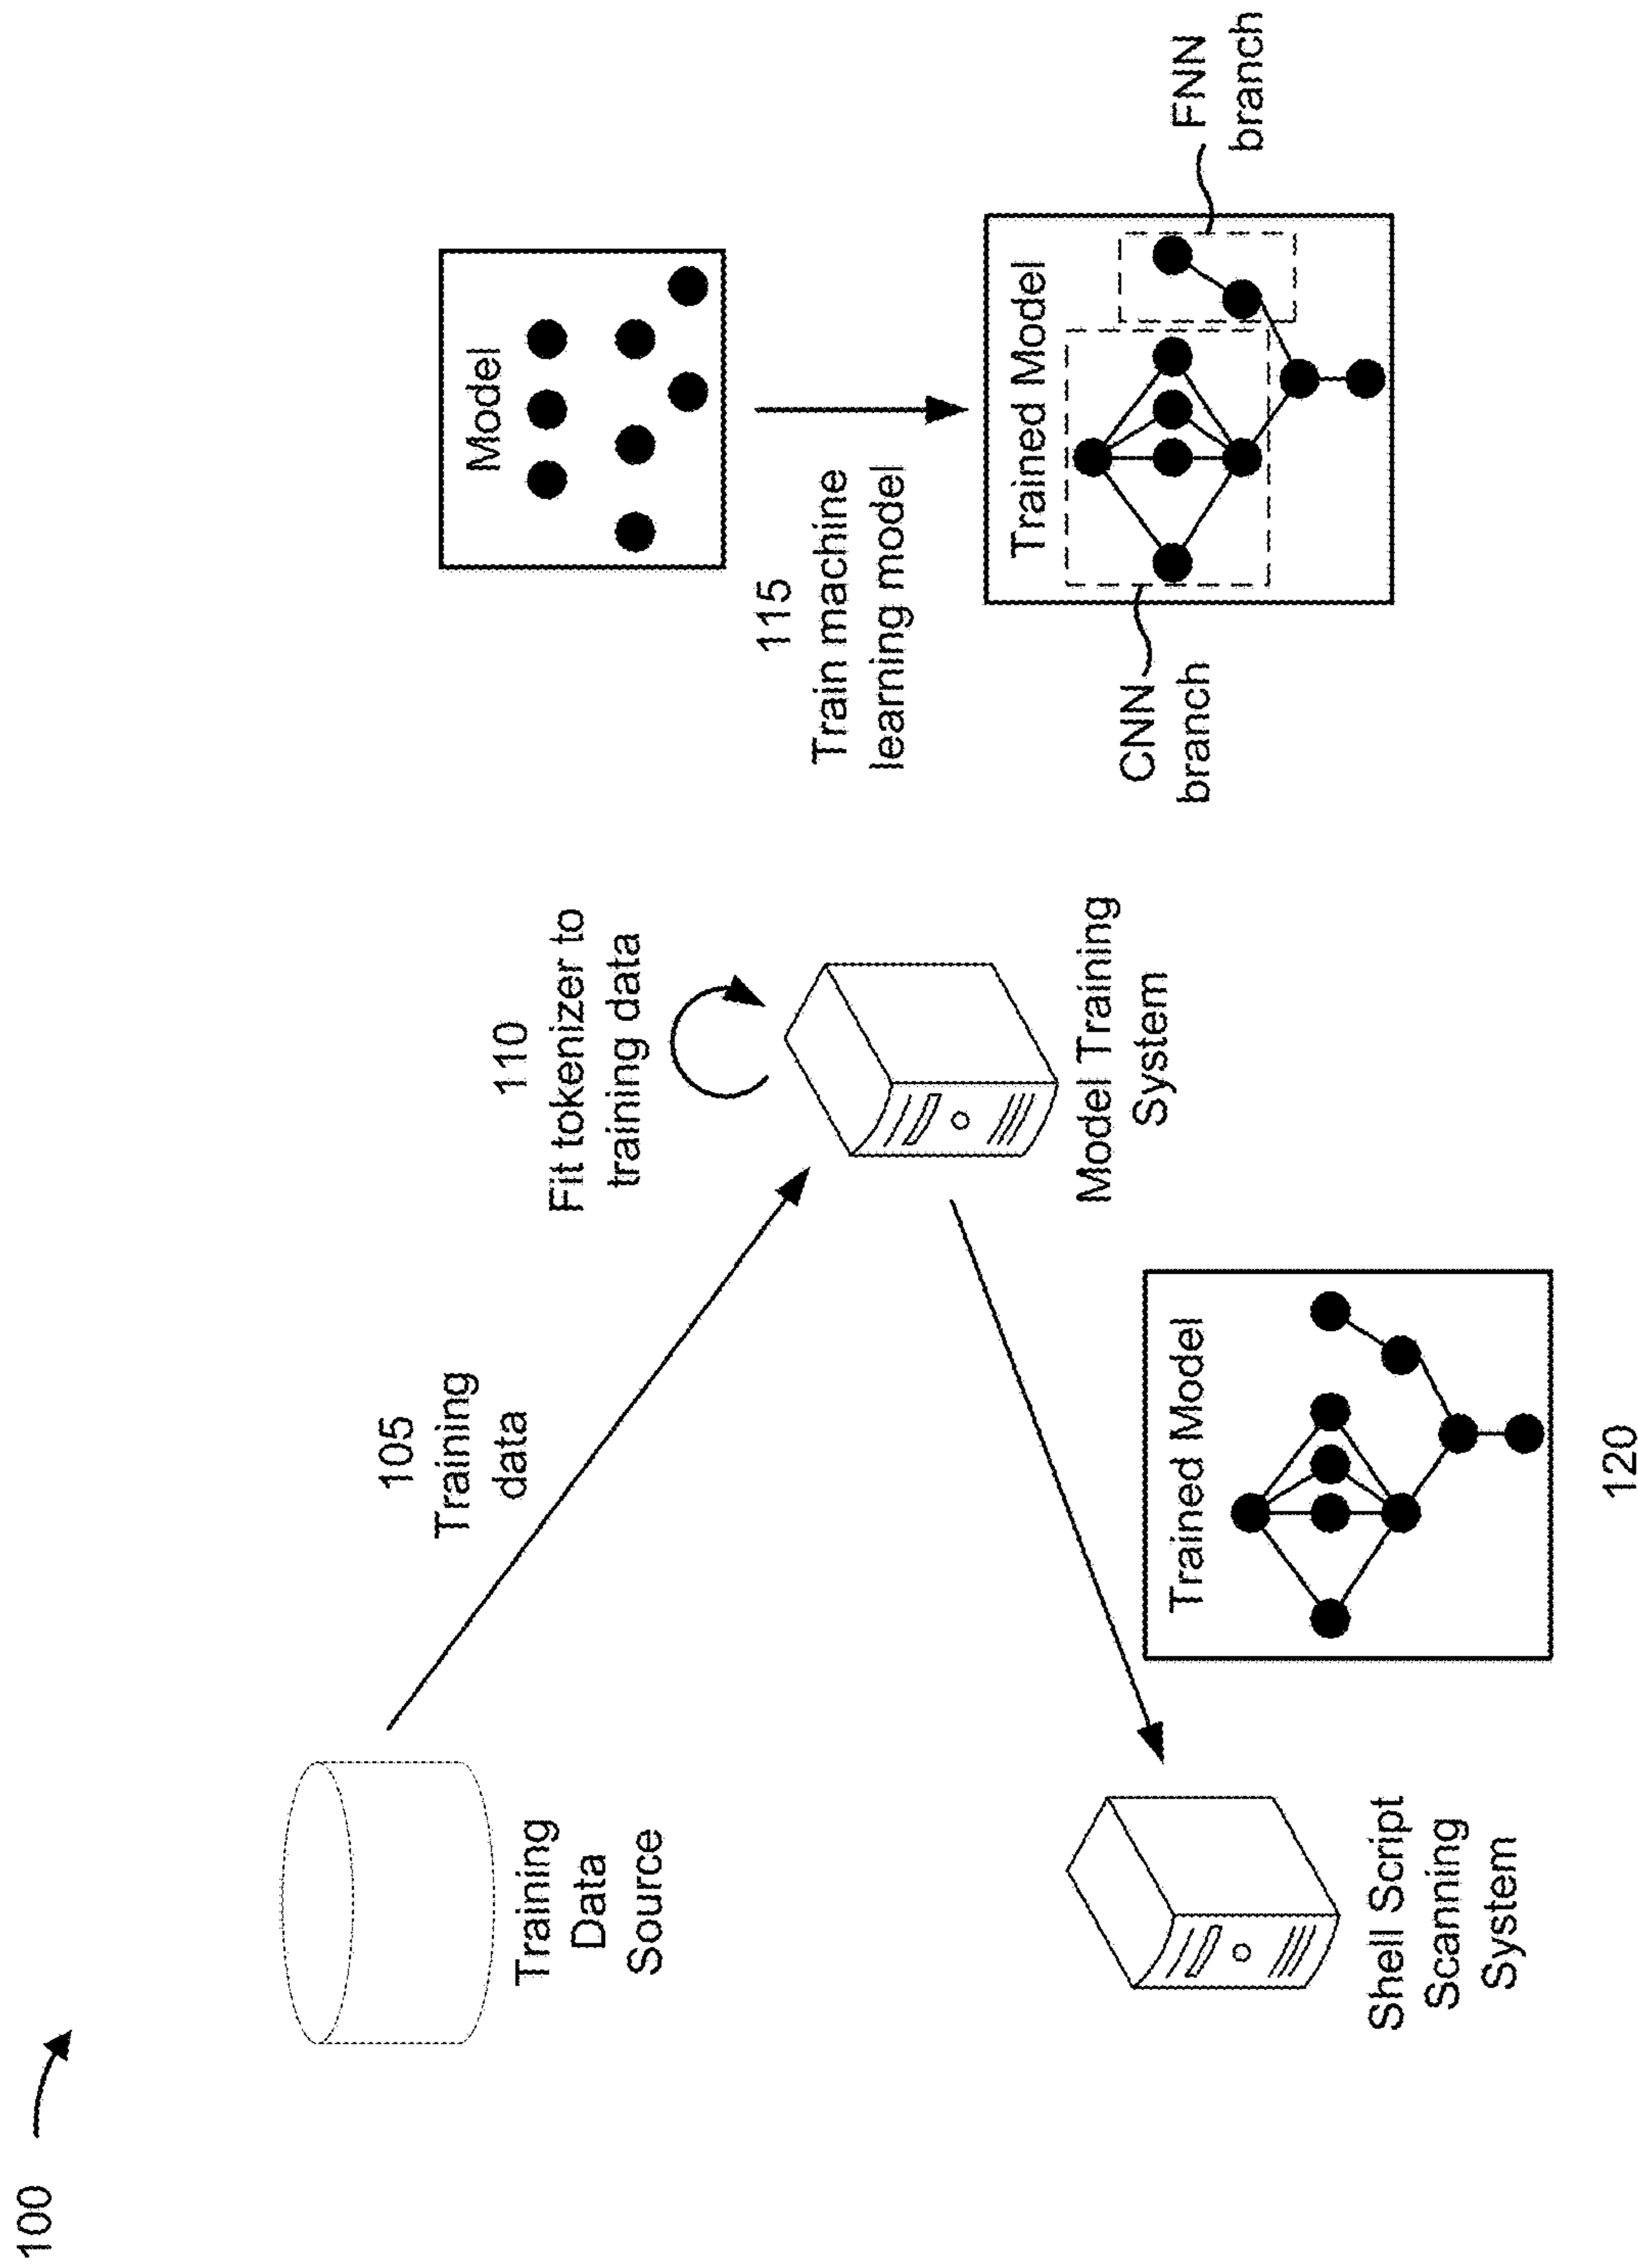 100
105
Training
data
Training
Data
Source
110
Fit tokenizer to
training data
Model Training
System
Model
115
Train machine
learning model
Trained Model
CNN
branch
FNN
branch
Shell Script
Scanning
System
Trained Model
120